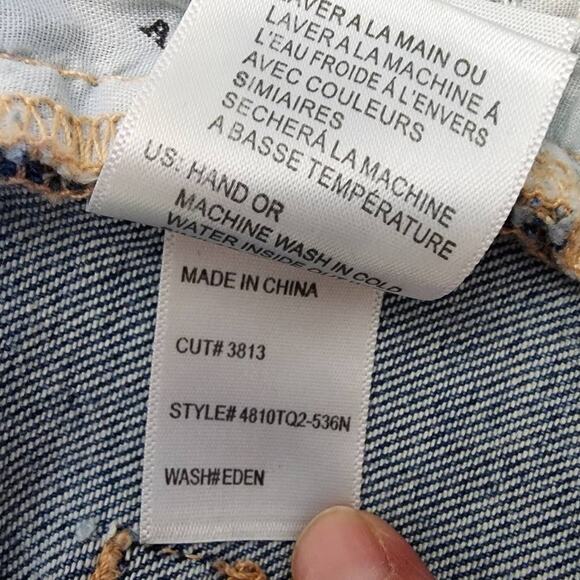 A
LAVER A LA MAIN OU
LAVER A LA MACHINE Á
L'EAU FROIDE Á L'ENVERS
AVEC COULEURS
SIMIAIRES
SECHERÁ LA MACHINE
A BASSE TEMPÉRATURE
US: HAND OR
MACHINE WASH IN COLD
WATER INSIDE
MADE IN CHINA
CUT# 3813
STYLE# 4810TQ2-536N
WASH#EDEN